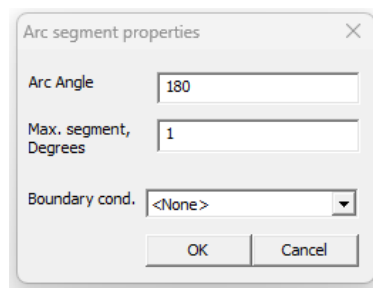 Arc segment properties
Arc Angle
180
Max. segment,
Degrees
1
Boundary cond.
<None>
OK
Cancel